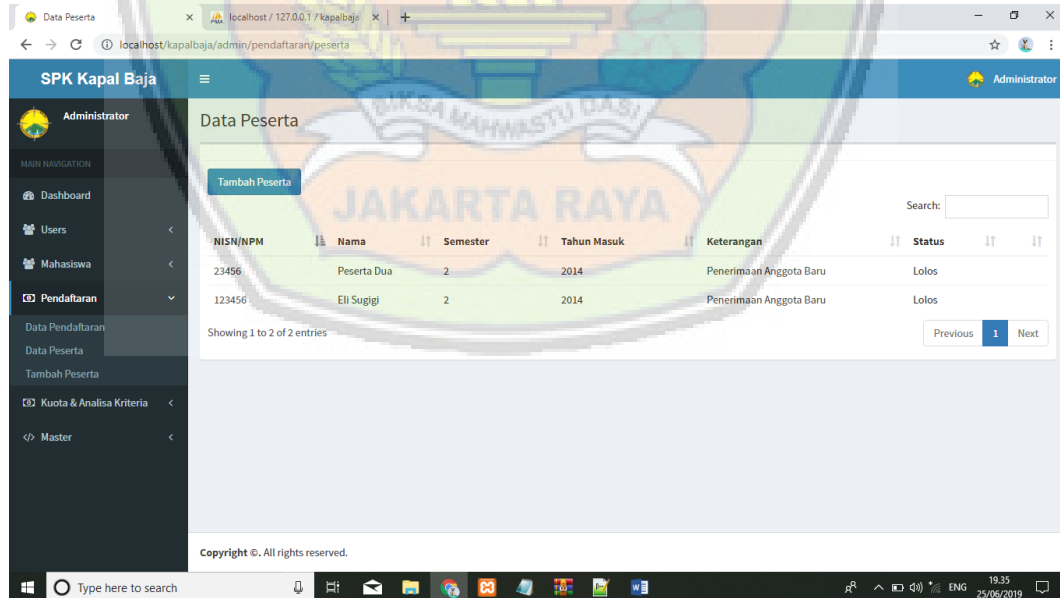 Data Peserta
localhost / 127.0.0.1 / kapalbaja
localhost/kapalbaja/admin/pendaftaran/peserta
SPK Kapal Baja
Administrator
Administrator
Data Peserta
BHKSA MAHWASTU DASI
JAKARTA RAYA
MAIN NAVIGATION
Dashboard
Users
Mahasiswa
Pendaftaran
Data Pendaftaran
Data Peserta
Tambah Peserta
Kuota & Analisa Kriteria
Master
Tambah Peserta
Search:
NISN/NPM Nama Semester Tahun Masuk Keterangan Status
23456 Peserta Dua 2 2014 Penerimaan Anggota Baru Lolos
123456 Eli Sugigi 2 2014 Penerimaan Anggota Baru Lolos
Showing 1 to 2 of 2 entries
Previous 1 Next
Copyright ©. All rights reserved.
Type here to search
ENG
19.35
25/06/2019